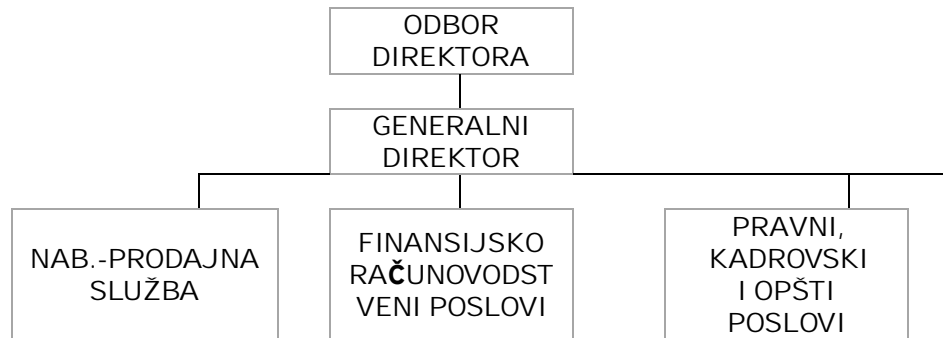 ODBOR
DIREKTORA
GENERALNI
DIREKTOR
NAB.-PRODAJNA
SLUŽBA
FINANSIJSKO
RAČUNOVODST
VENI POSLOVI
PRAVNI,
KADROVSKI
I OPŠTI
POSLOVI